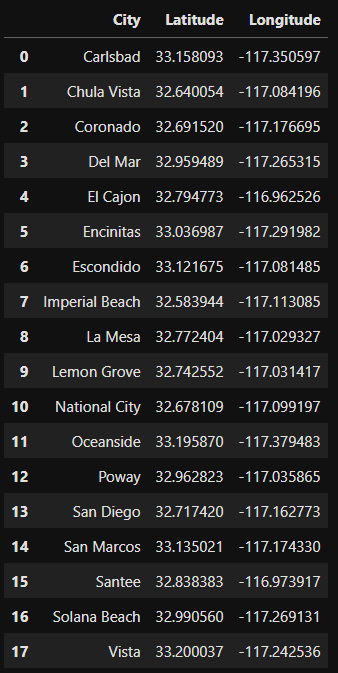 City Latitude Longitude
0 Carlsbad 33.158093 -117.350597
1 Chula Vista 32.640054 -117.084196
2 Coronado 32.691520 -117.176695
3 Del Mar 32.959489 -117.265315
4 El Cajon 32.794773 -116.962526
5 Encinitas 33.036987 -117.291982
6 Escondido 33.121675 -117.081485
7 Imperial Beach 32.583944 -117.113085
8 La Mesa 32.772404 -117.029327
9 Lemon Grove 32.742552 -117.031417
10 National City 32.678109 -117.099197
11 Oceanside 33.195870 -117.379483
12 Poway 32.962823 -117.035865
13 San Diego 32.717420 -117.162773
14 San Marcos 33.135021 -117.174330
15 Santee 32.838383 -116.973917
16 Solana Beach 32.990560 -117.269131
17 Vista 33.200037 -117.242536